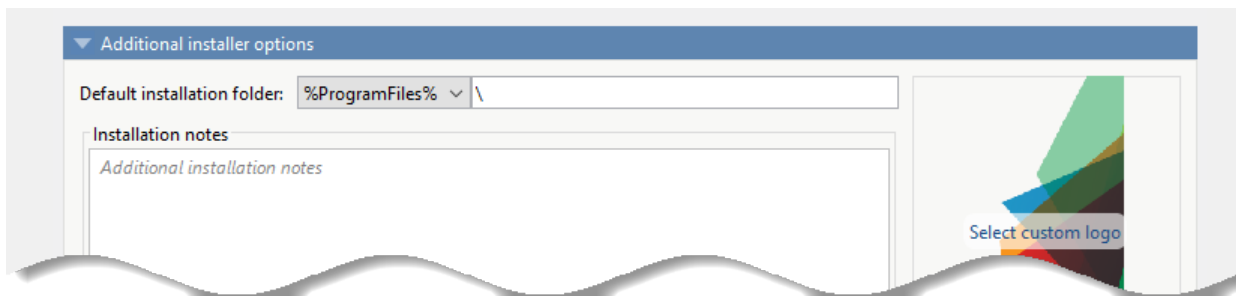 Additional installer options
Default installation folder: %ProgramFiles% \
Installation notes
Additional installation notes
Select custom logo